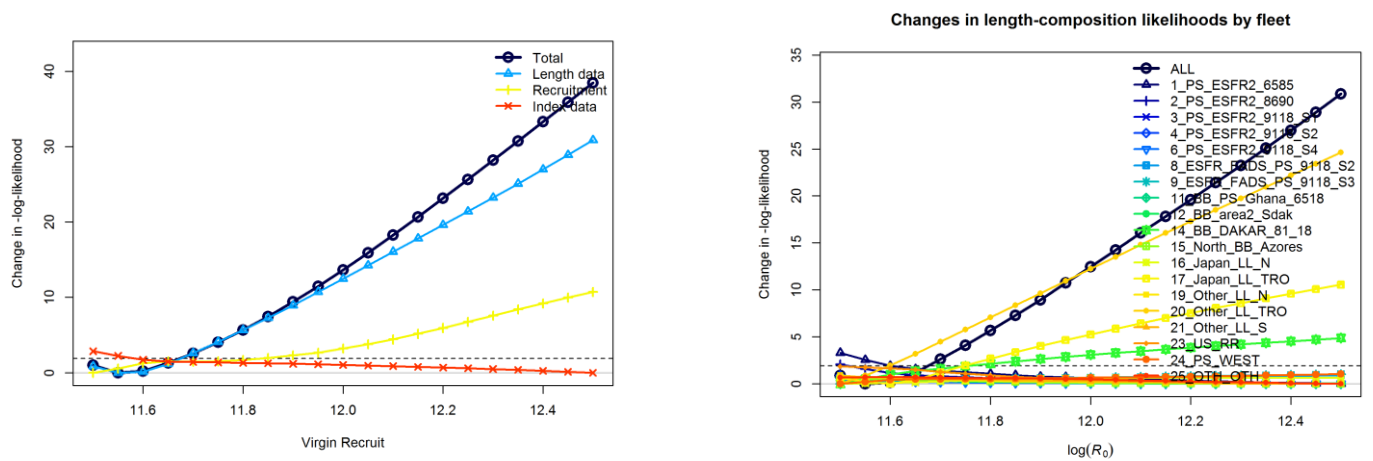 Changes in length-composition likelihoods by fleet
Change in -log-likelihood
40
30
20
10
0
11.6
11.8
12.0
12.2
12.4
Virgin Recruit
Total
Length data
Recruitment
Index data
Change in -log-likelihood
35
30
25
20
15
10
5
0
11.6
11.8
12.0
12.2
12.4
log(R₀)
ALL
1_PS_ESFR2_6585
2_PS_ESFR2_8690
3_PS_ESFR2_9118_S1
4_PS_ESFR2_9118_S2
6_PS_ESFR2_9118_S4
8_ESFR_FADS_PS_9118_S2
9_ESFR_FADS_PS_9118_S3
11_BB_PS_Ghana_6518
12_BB_area2_Sdak
14_BB_DAKAR_81_18
15_North_BB_Azores
16_Japan_LL_N
17_Japan_LL_TRO
19_Other_LL_N
20_Other_LL_TRO
21_Other_LL_S
23_US_RR
24_PS_WEST
25_OTH_OTH